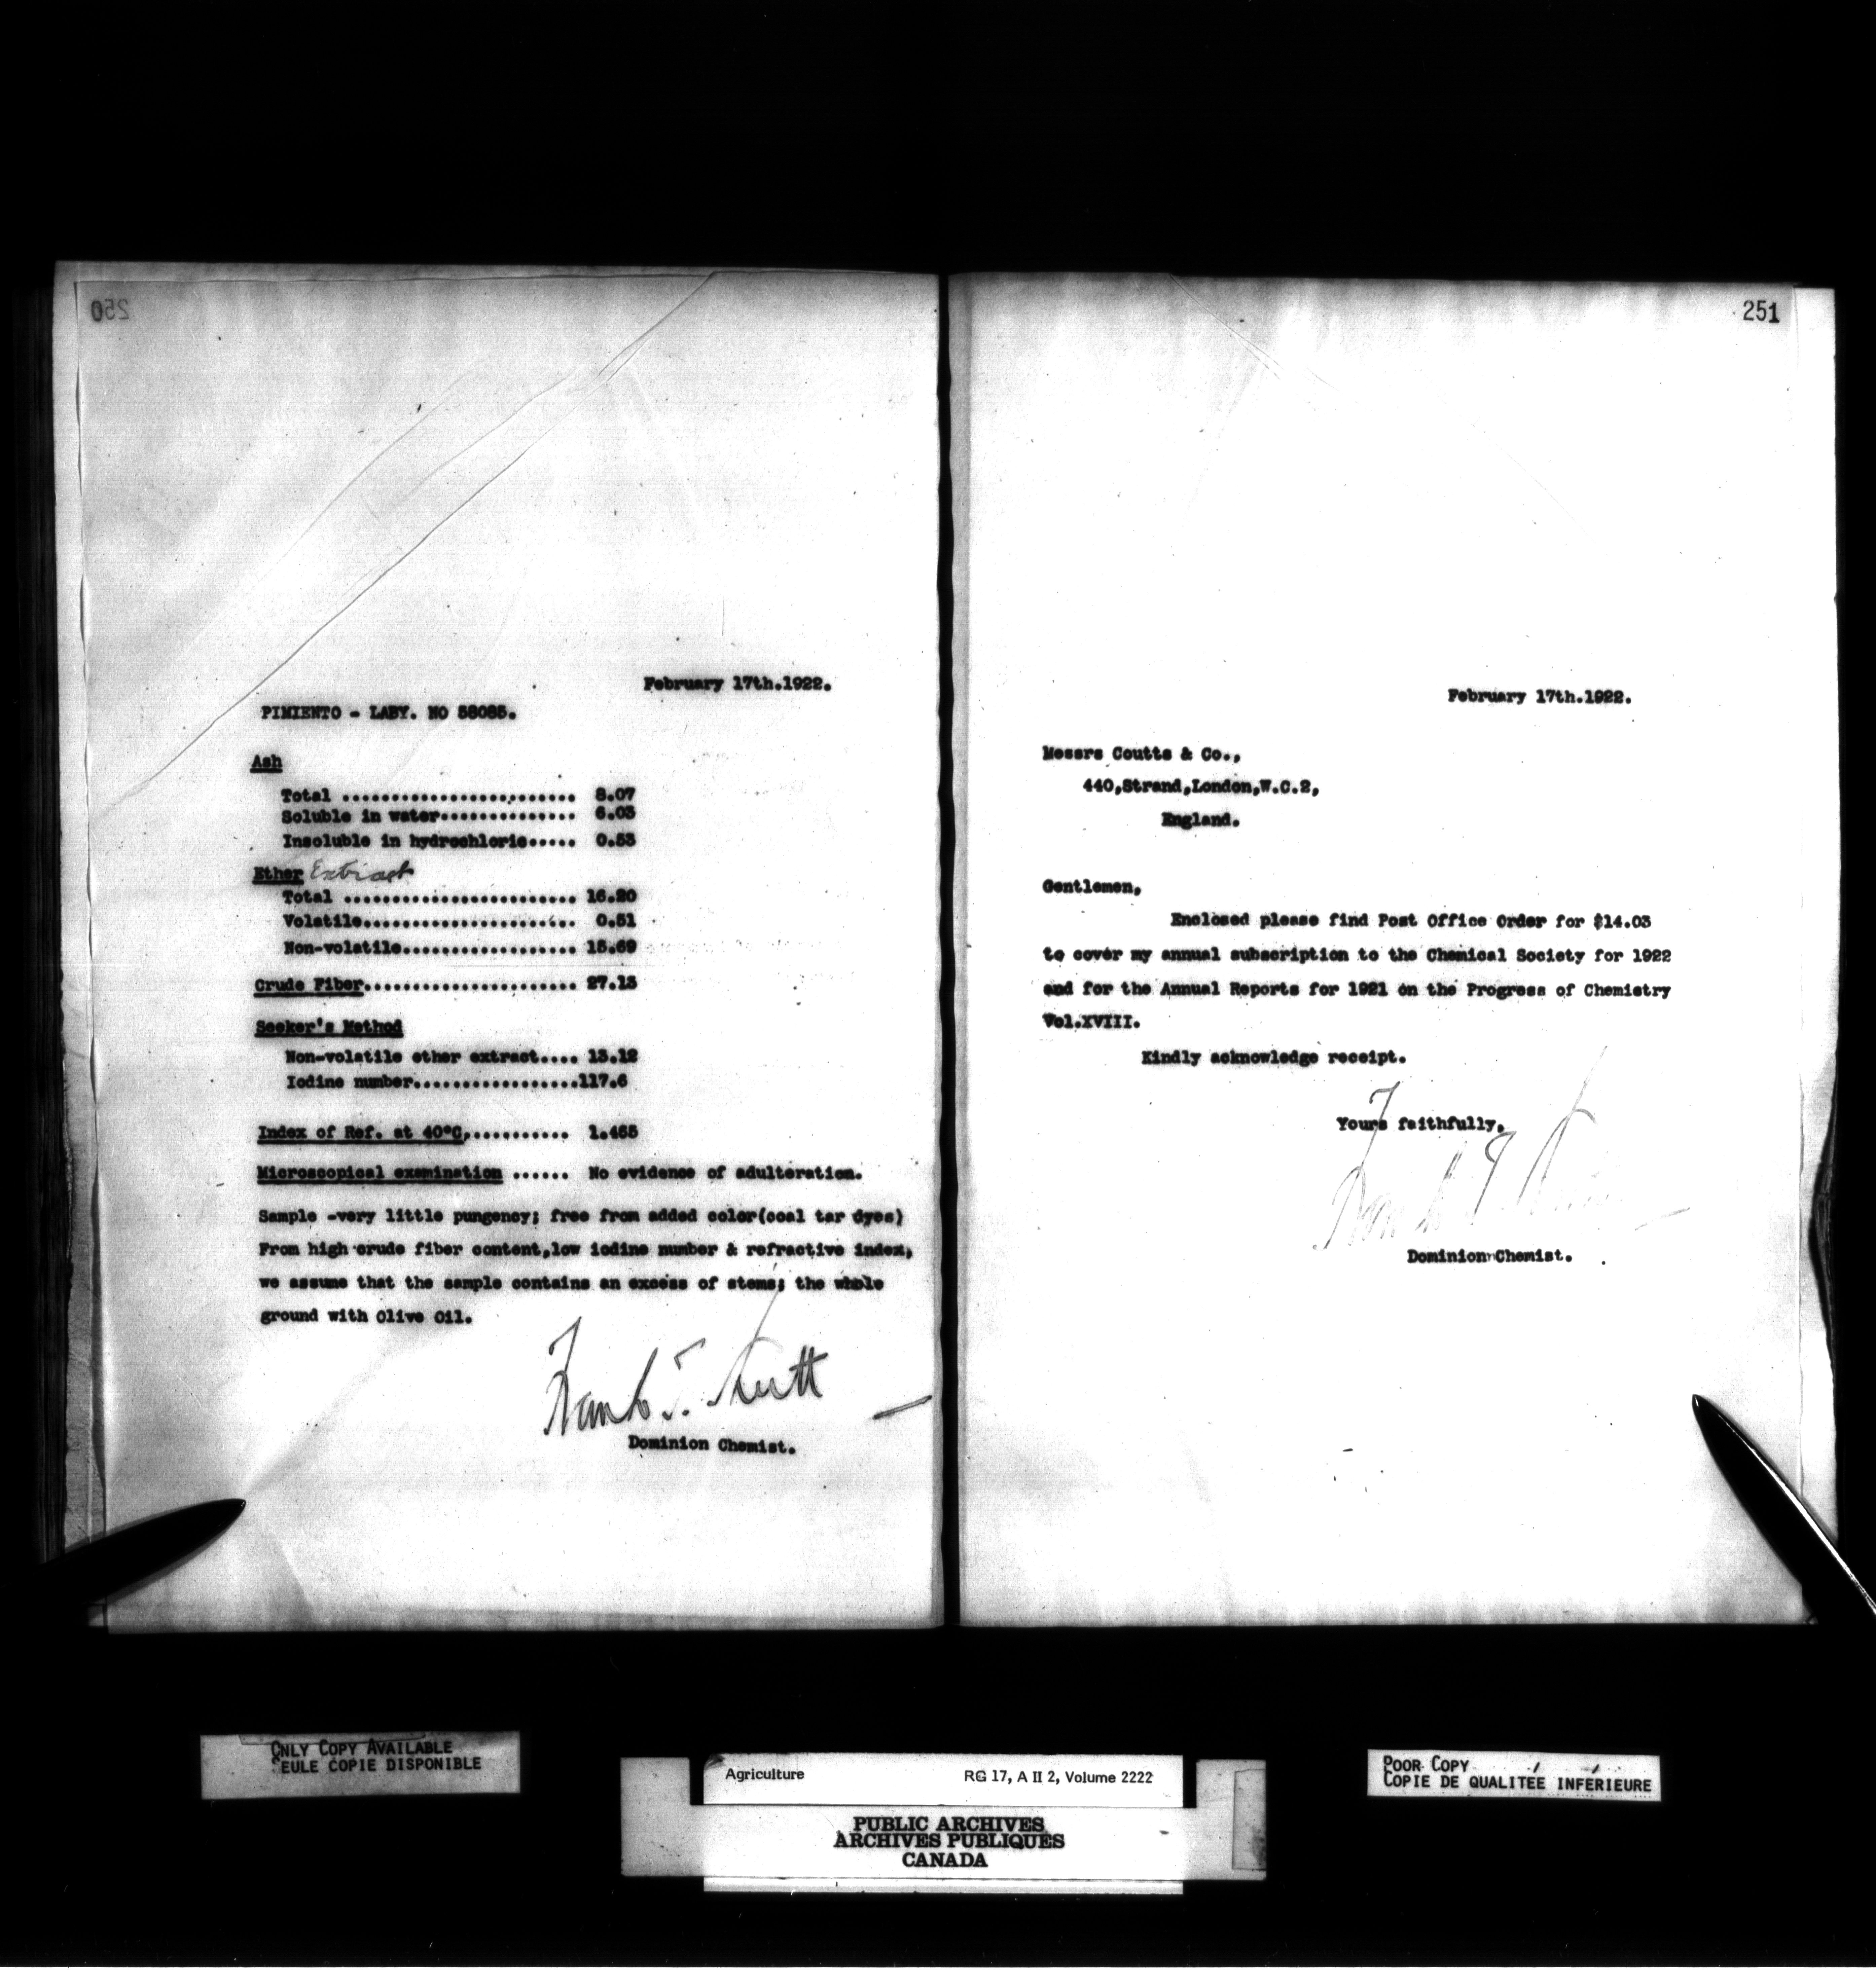 250
February 17th.1922.
PIMIENTO - LABY. NO 58085.
Ash
Total ........................ 8.07
Soluble in water.............. 6.03
Insoluble in hydrochloric..... 0.53
Ether Extract
Total ........................ 16.20
Volatile...................... 0.51
Non-volatile.................. 15.69
Crude Fiber...................... 27.13
Seeker's Method
Non-volatile ether extract.... 13.12
Iodine number.................117.6
Index of Ref. at 40°C........... 1.465
Microscopical examination ...... No evidence of adulteration.
Sample -very little pungency; free from added color(coal tar dyes)
From high crude fiber content,low iodine number & refractive index,
we assume that the sample contains an excess of stems; the whole
ground with Olive Oil.
Frank T. Shutt
Dominion Chemist.
251
February 17th.1922.
Messrs Coutts & Co.,
440,Strand,London,W.C.2,
England.
Gentlemen,
Enclosed please find Post Office Order for $14.03
to cover my annual subscription to the Chemical Society for 1922
and for the Annual Reports for 1921 on the Progress of Chemistry
Vol.XVIII.
Kindly acknowledge receipt.
Yours faithfully,
Frank T Shutt
Dominion Chemist.
ONLY COPY AVAILABLE
SEULE COPIE DISPONIBLE
Agriculture RG 17, A II 2, Volume 2222
PUBLIC ARCHIVES
ARCHIVES PUBLIQUES
CANADA
POOR COPY
COPIE DE QUALITEE INFERIEURE